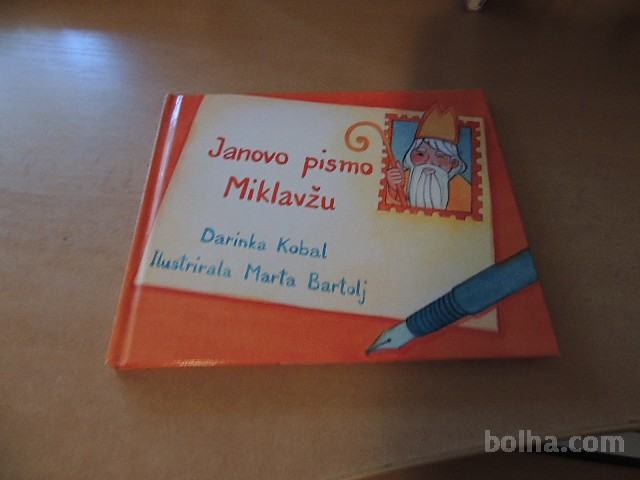 Janovo pismo
Miklavžu
Darinka Kobal
Ilustrirala Marta Bartolj
bolha.com